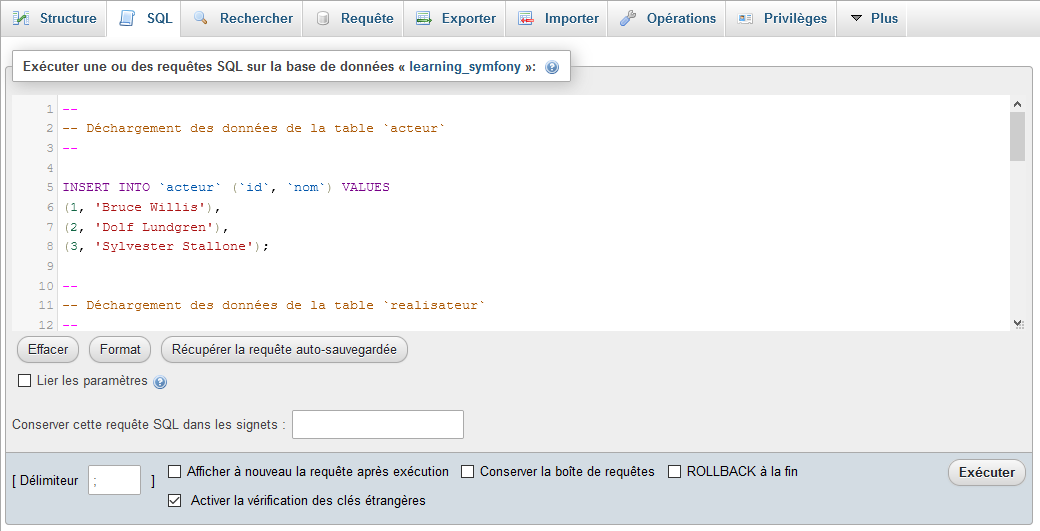 Structure SQL Rechercher Requête Exporter Importer Opérations Privilèges Plus
Exécuter une ou des requêtes SQL sur la base de données « learning_symfony »:
1 --
2 -- Déchargement des données de la table `acteur`
3 --
4
5 INSERT INTO `acteur` (`id`, `nom`) VALUES
6 (1, 'Bruce Willis'),
7 (2, 'Dolf Lundgren'),
8 (3, 'Sylvester Stallone');
9
10 --
11 -- Déchargement des données de la table `realisateur`
12 --
Effacer Format Récupérer la requête auto-sauvegardée
Lier les paramètres
Conserver cette requête SQL dans les signets :
[ Délimiteur ; ] Afficher à nouveau la requête après exécution Conserver la boîte de requêtes ROLLBACK à la fin Exécuter
Activer la vérification des clés étrangères